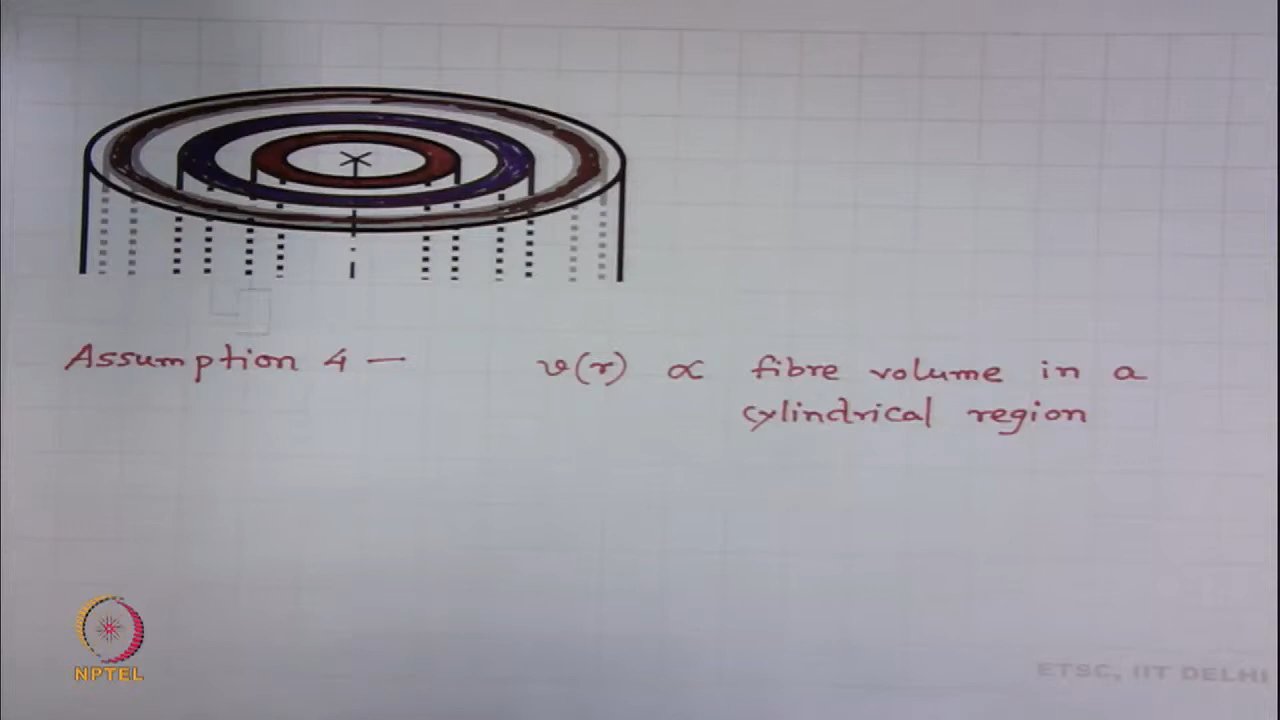 Assumption 4 — v(r) ∝ fibre volume in a
cylindrical region
NPTEL
ETSC, IIT DELHI